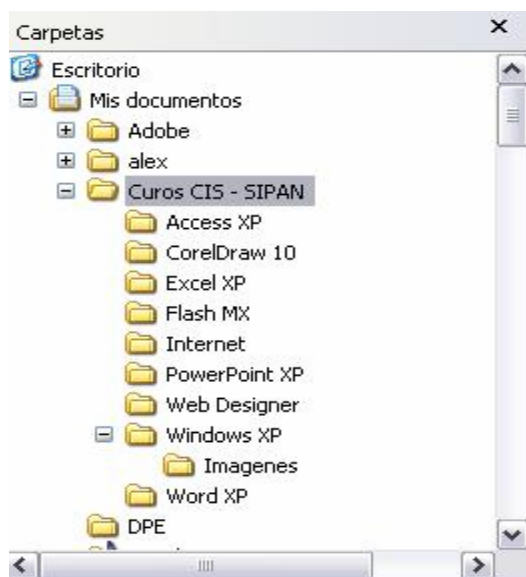 Carpetas
Escritorio
Mis documentos
Adobe
alex
Curos CIS - SIPAN
Access XP
CorelDraw 10
Excel XP
Flash MX
Internet
PowerPoint XP
Web Designer
Windows XP
Imagenes
Word XP
DPE